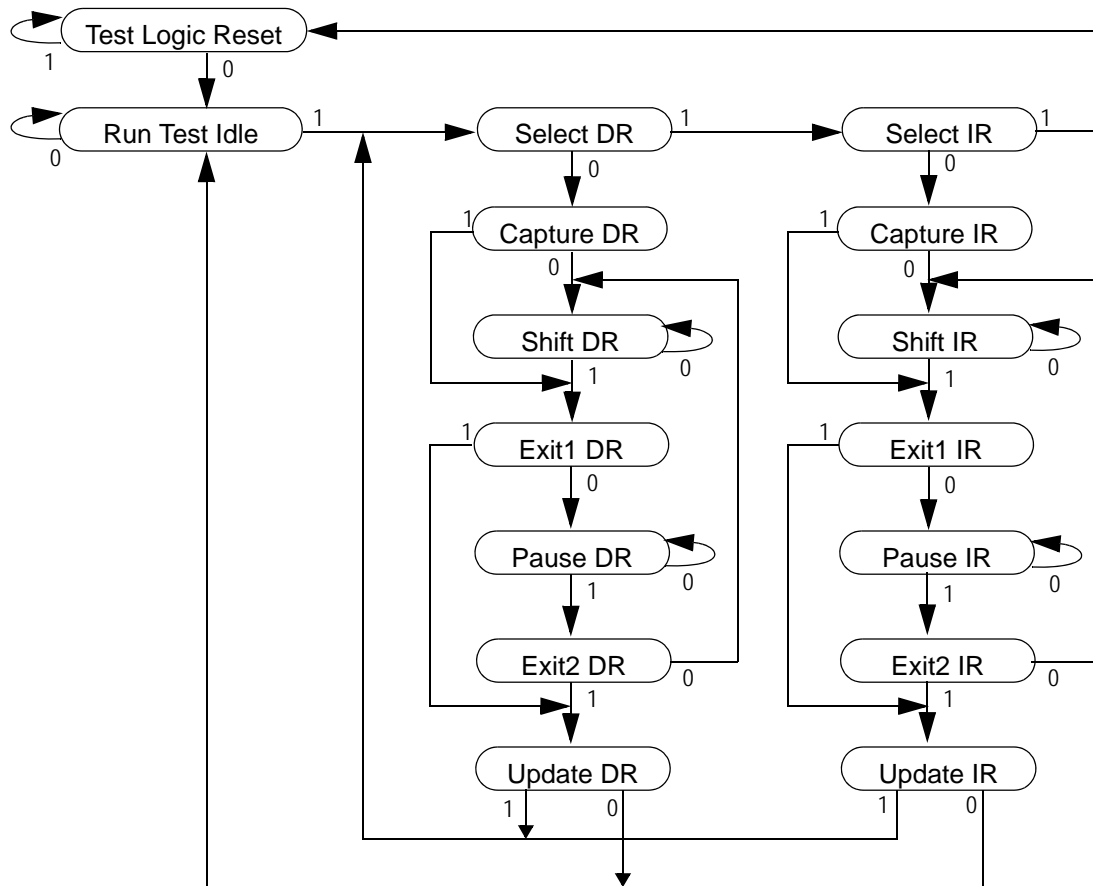 Test Logic Reset
1
0
Run Test Idle
1
Select DR
1
Select IR
1
0
0
0
1
Capture DR
1
Capture IR
0
0
Shift DR
0
Shift IR
0
1
1
1
Exit1 DR
1
Exit1 IR
0
0
Pause DR
0
Pause IR
0
1
1
Exit2 DR
0
Exit2 IR
0
1
1
Update DR
Update IR
1
0
1
0